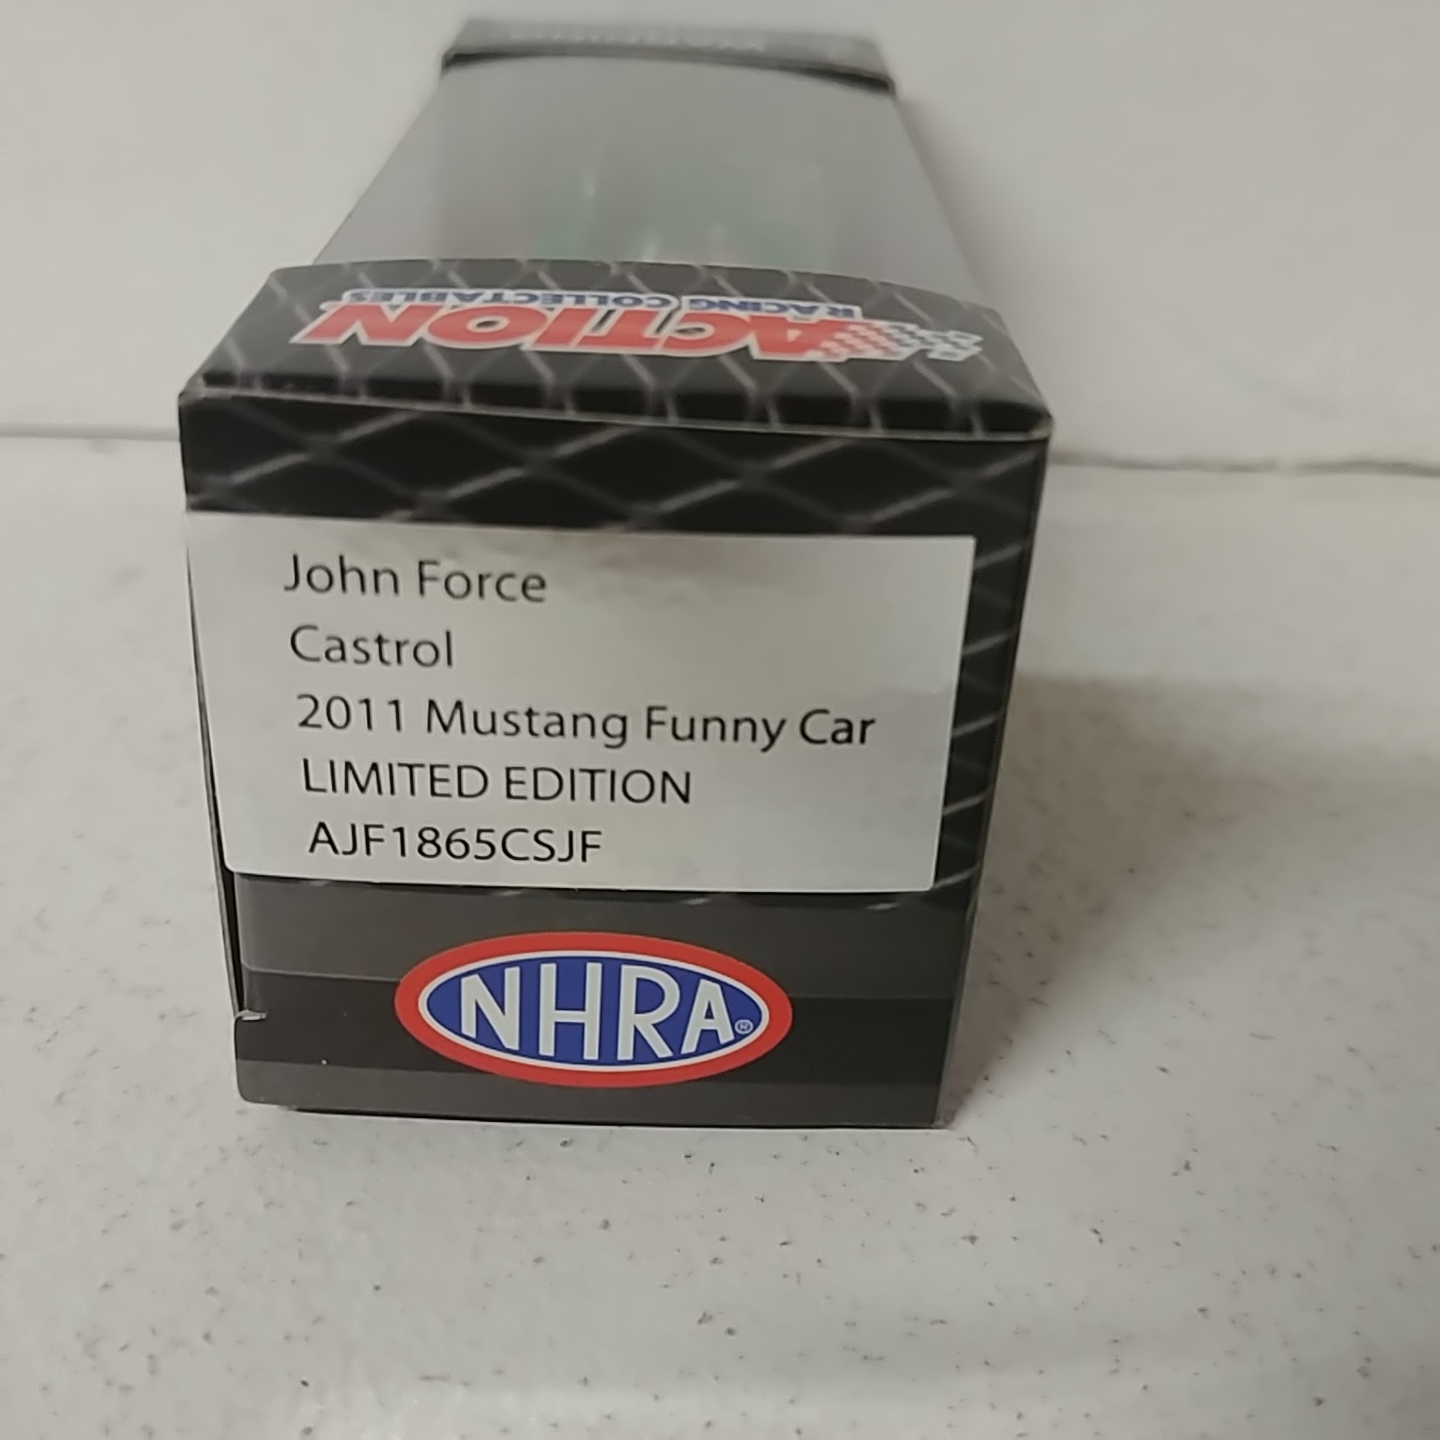 ACTION
RACING COLLECTABLES
John Force
Castrol
2011 Mustang Funny Car
LIMITED EDITION
AJF1865CSJF
NHRA®